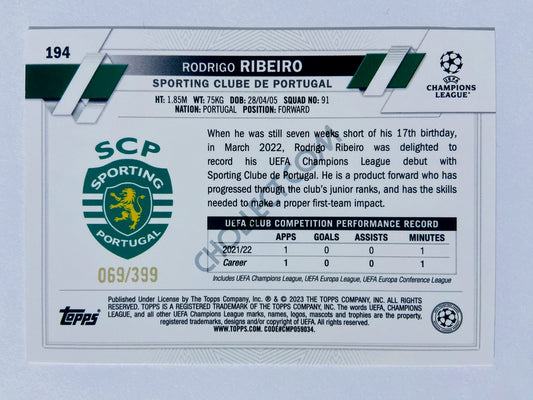 194
RODRIGO RIBEIRO
SPORTING CLUBE DE PORTUGAL
HT: 1.85M WT: 75KG DOB: 28/04/05 SQUAD NO: 91
NATION: PORTUGAL POSITION: FORWARD
UEFA
CHAMPIONS
LEAGUE™
SCP
SPORTING
PORTUGAL
069/399
When he was still seven weeks short of his 17th birthday,
in March 2022, Rodrigo Ribeiro was delighted to
record his UEFA Champions League debut with
Sporting Clube de Portugal. He is a product forward who
has progressed through the club's junior ranks, and has the skills
needed to make a proper first-team impact.
UEFA CLUB COMPETITION PERFORMANCE RECORD
APPS GOALS ASSISTS MINUTES
2021/22 1 0 0 1
Career 1 0 0 1
Includes UEFA Champions League, UEFA Europa League, UEFA Europa Conference League
CHOLLECT.COM
Topps
Published Under License by The Topps Company, Inc. ® & © 2023 THE TOPPS COMPANY, INC. ALL RIGHTS
RESERVED. TOPPS IS A REGISTERED TRADEMARK OF THE TOPPS COMPANY, INC. The words UEFA, CHAMPIONS
LEAGUE, and all other UEFA Champions League marks, names, logos, mascots and trophy, are the property,
registered trademarks, designs and/or copyright of UEFA. All rights reserved.
WWW.TOPPS.COM. CODE#CMP059034.